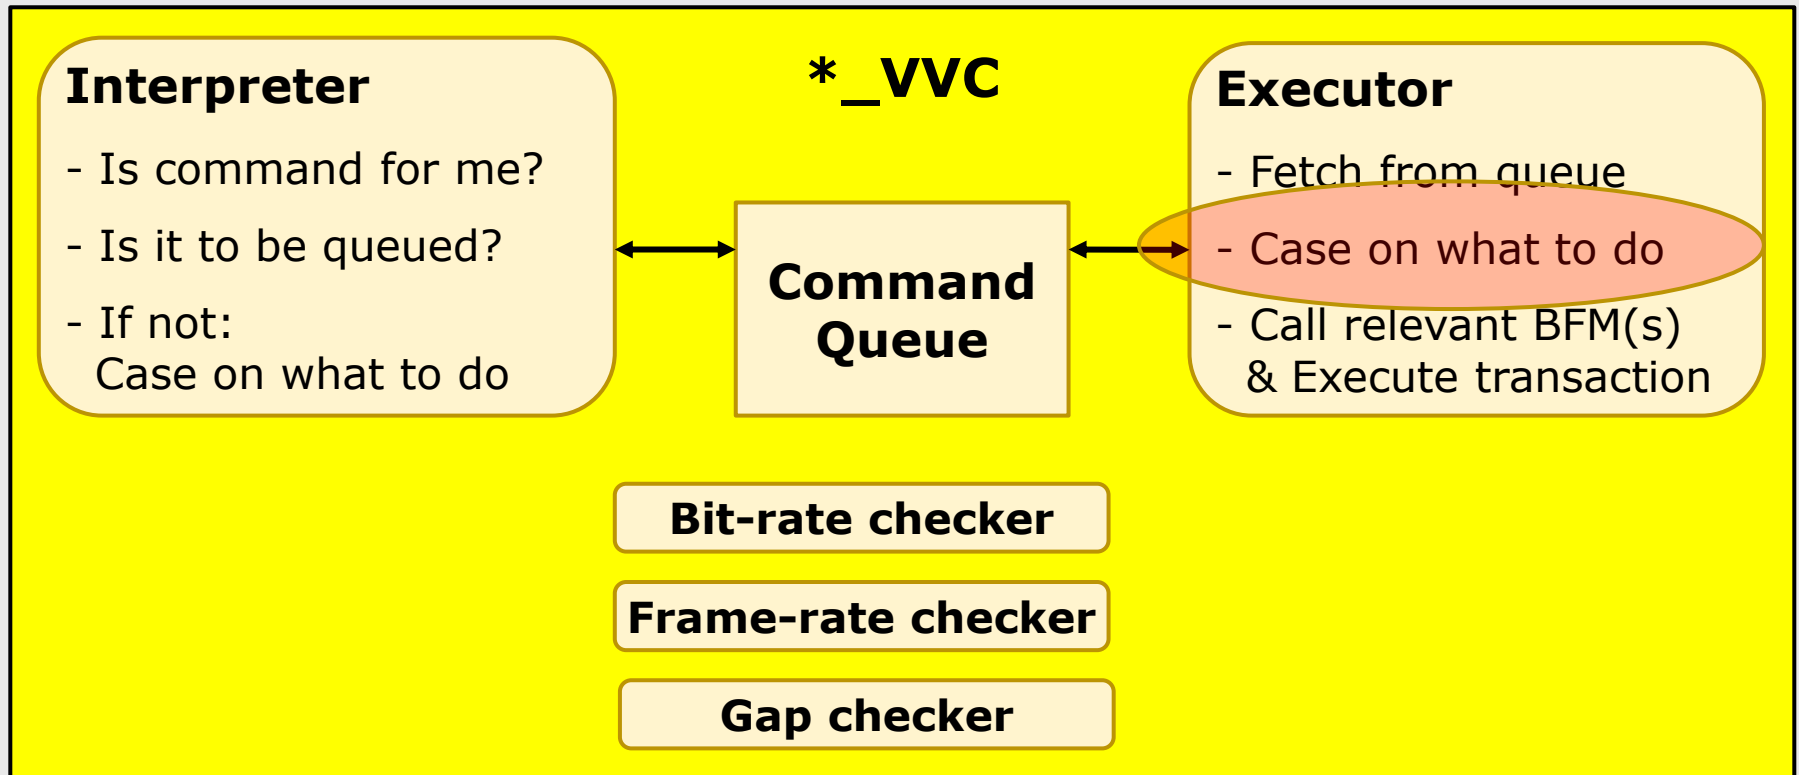 *_VVC
Interpreter
- Is command for me?
- Is it to be queued?
- If not:
Case on what to do
Command
Queue
Executor
- Fetch from queue
- Case on what to do
- Call relevant BFM(s)
& Execute transaction
Bit-rate checker
Frame-rate checker
Gap checker